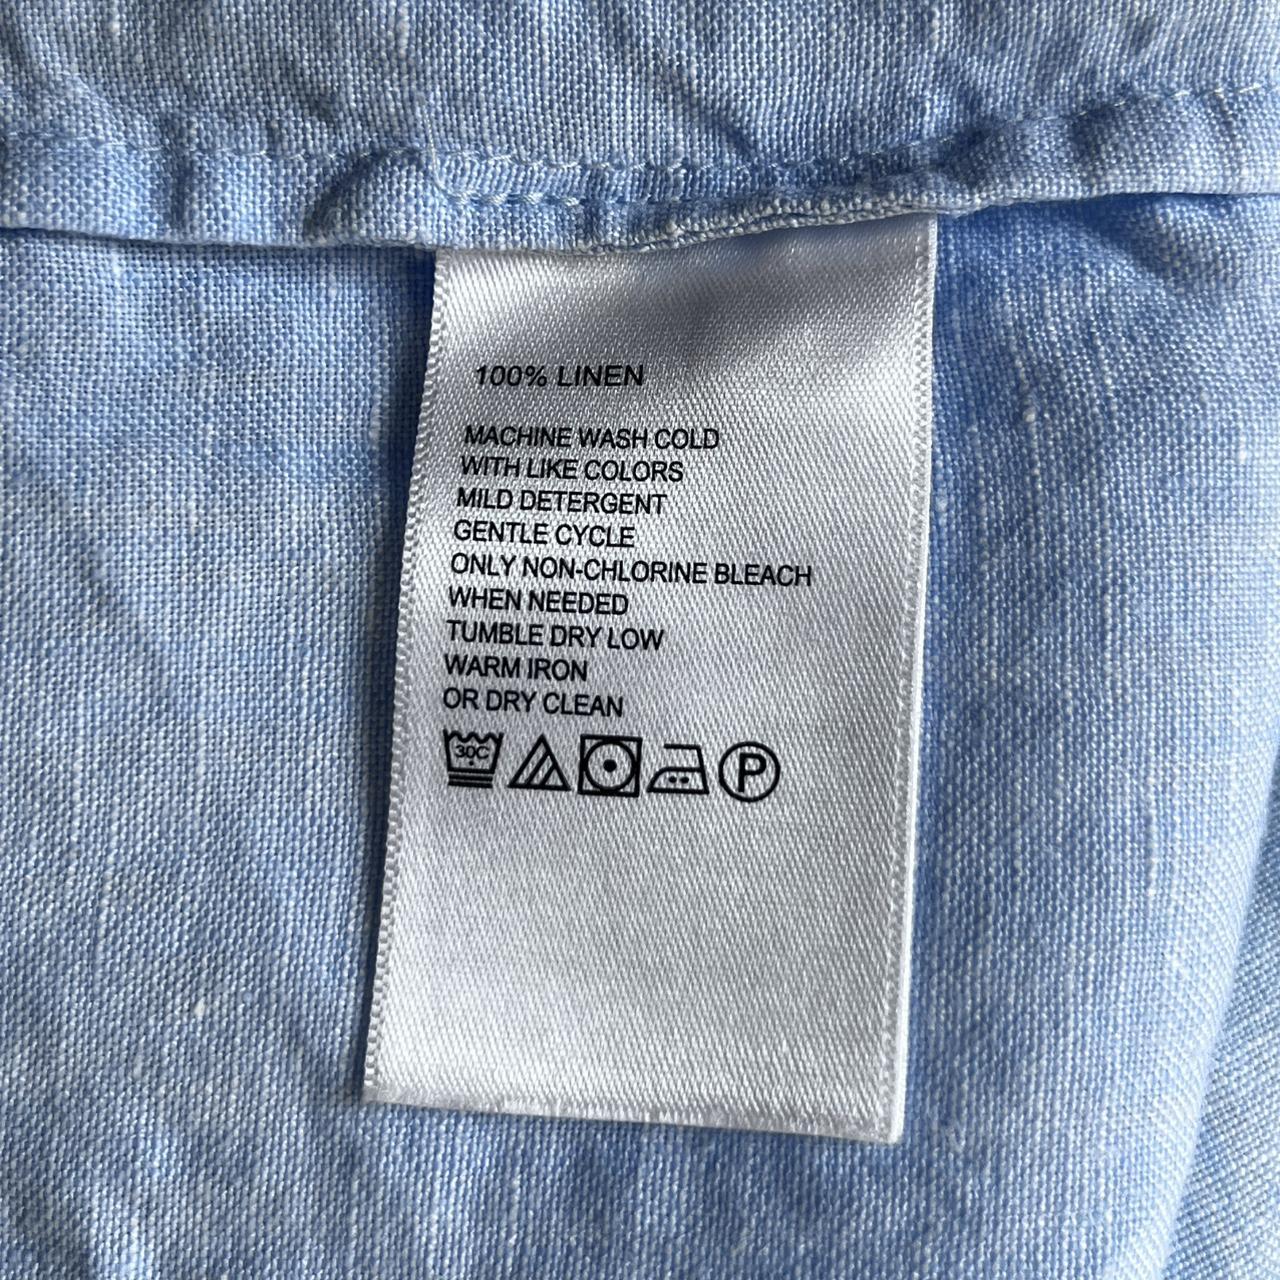 100% LINEN
MACHINE WASH COLD
WITH LIKE COLORS
MILD DETERGENT
GENTLE CYCLE
ONLY NON-CHLORINE BLEACH
WHEN NEEDED
TUMBLE DRY LOW
WARM IRON
OR DRY CLEAN
30C P